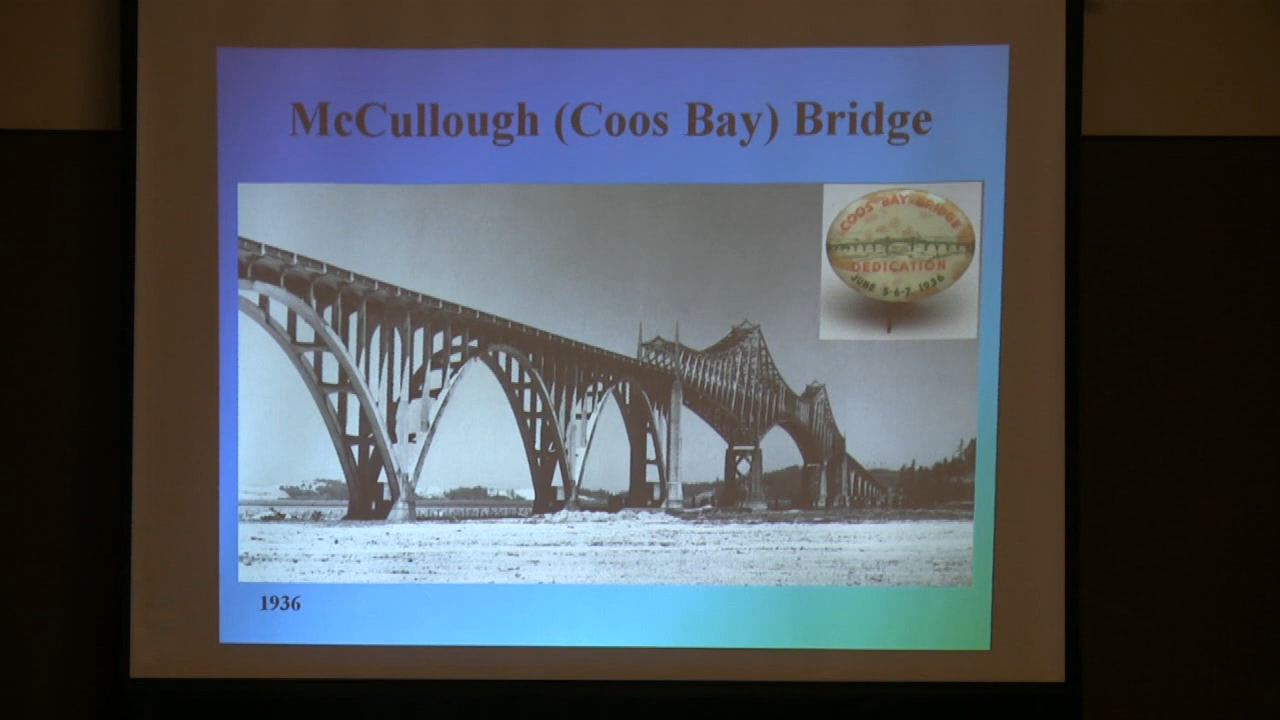 McCullough (Coos Bay) Bridge
COOS BAY BRIDGE
DEDICATION
JUNE 5-6-7 1936
1936